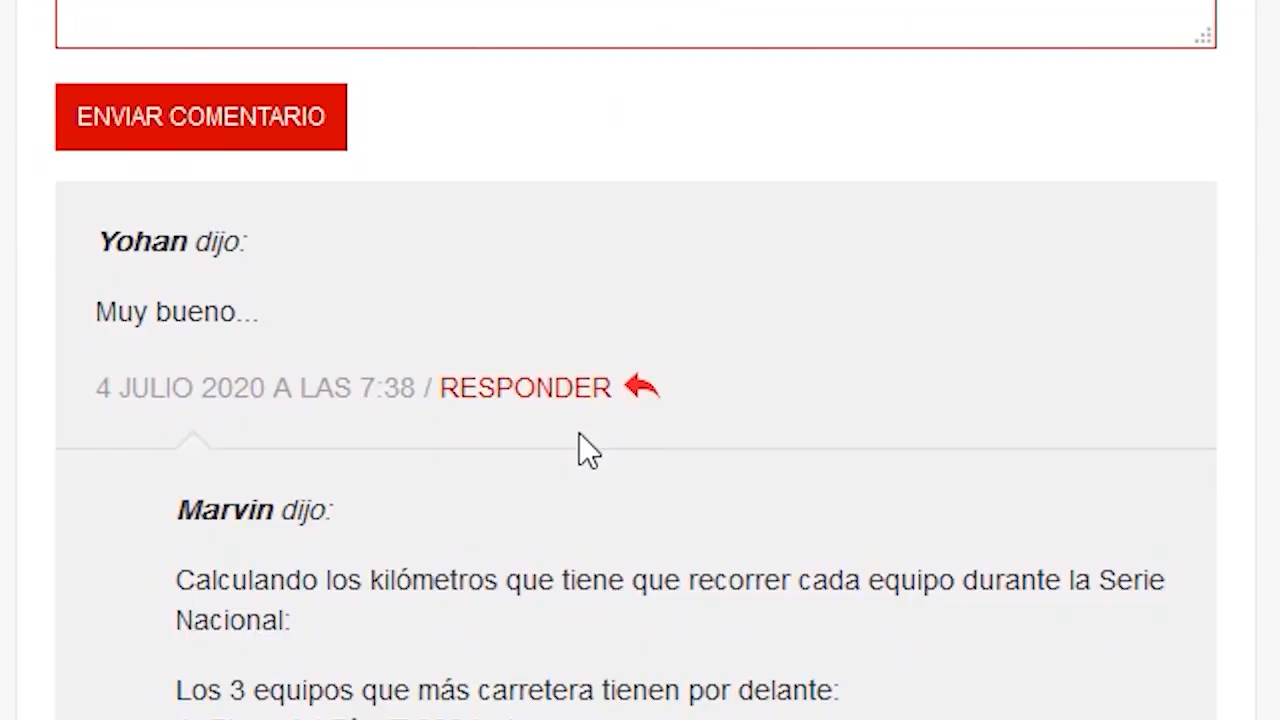 ENVIAR COMENTARIO
Yohan dijo:
Muy bueno...
4 JULIO 2020 A LAS 7:38 / RESPONDER
Marvin dijo:
Calculando los kilómetros que tiene que recorrer cada equipo durante la Serie
Nacional:
Los 3 equipos que más carretera tienen por delante: